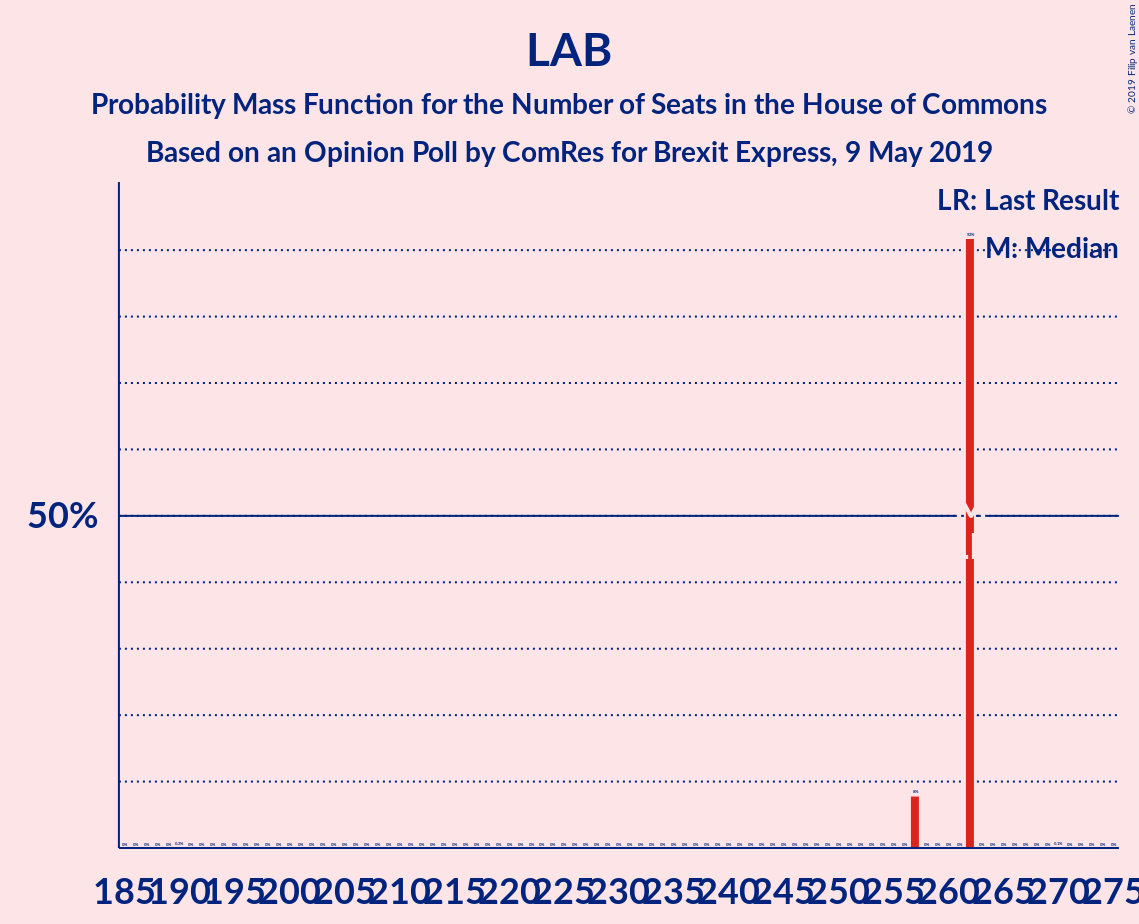 LAB
Probability Mass Function for the Number of Seats in the House of Commons
Based on an Opinion Poll by ComRes for Brexit Express, 9 May 2019
© 2019 Filip van Laenen
LR: Last Result
M: Median
50%
185 190 195 200 205 210 215 220 225 230 235 240 245 250 255 260 265 270 275